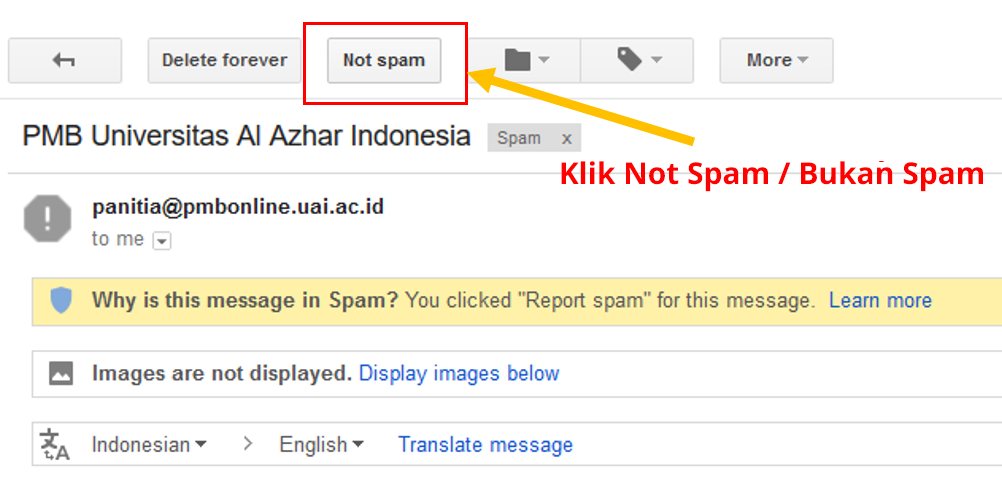 Delete forever Not spam More
PMB Universitas Al Azhar Indonesia Spam x
Klik Not Spam / Bukan Spam
panitia@pmbonline.uai.ac.id
to me
Why is this message in Spam? You clicked "Report spam" for this message. Learn more
Images are not displayed. Display images below
Indonesian > English Translate message